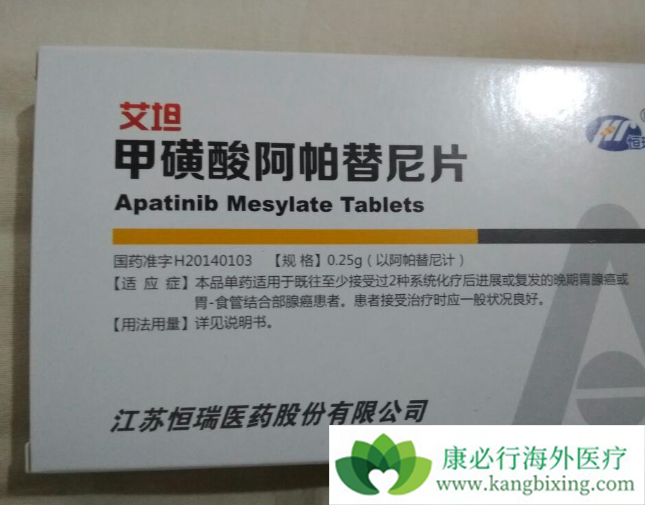 艾坦
恒瑞
甲磺酸阿帕替尼片
Apatinib Mesylate Tablets
国药准字H20140103 【规 格】0.25g（以阿帕替尼计）
【适 应 症】本品单药适用于既往至少接受过2种系统化疗后进展或复发的晚期胃腺癌或
胃-食管结合部腺癌患者。患者接受治疗时应一般状况良好。
【用法用量】详见说明书。
江苏恒瑞医药股份有限公司
康必行海外医疗
www.kangbixing.com